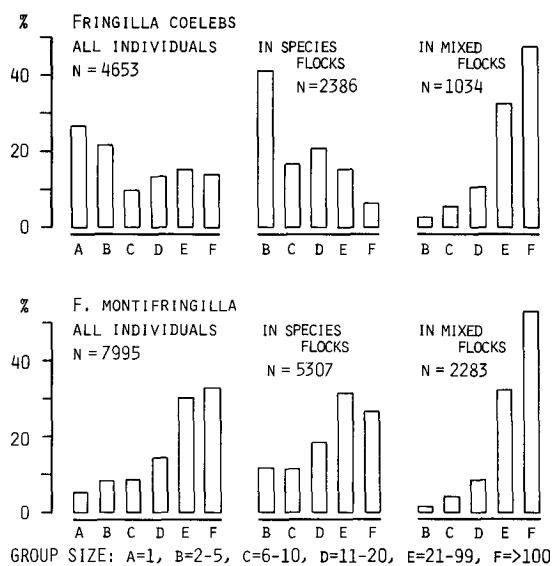 % FRINGILLA COELEBS
ALL INDIVIDUALS
N = 4653
IN SPECIES
FLOCKS
N = 2386
IN MIXED
FLOCKS
N = 1034
40
20
0
A B C D E F
B C D E F
B C D E F
% F. MONTIFRINGILLA
ALL INDIVIDUALS
N = 7995
IN SPECIES
FLOCKS
N = 5307
IN MIXED
FLOCKS
N = 2283
40
20
0
A B C D E F
B C D E F
B C D E F
GROUP SIZE: A=1, B=2-5, C=6-10, D=11-20, E=21-99, F=>100